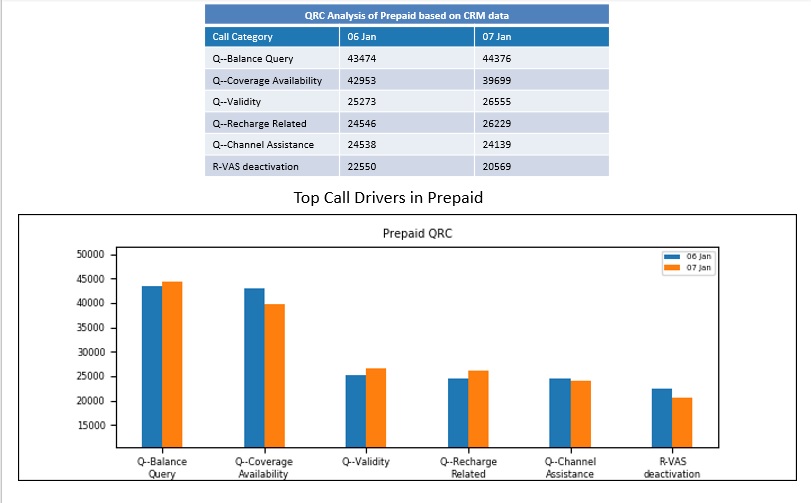 QRC Analysis of Prepaid based on CRM data
Call Category 06 Jan 07 Jan
Q--Balance Query 43474 44376
Q--Coverage Availability 42953 39699
Q--Validity 25273 26555
Q--Recharge Related 24546 26229
Q--Channel Assistance 24538 24139
R-VAS deactivation 22550 20569
Top Call Drivers in Prepaid
Prepaid QRC
06 Jan
07 Jan
50000
45000
40000
35000
30000
25000
20000
15000
Q--Balance Q--Coverage Q--Validity Q--Recharge Q--Channel R-VAS
Query Availability Related Assistance deactivation